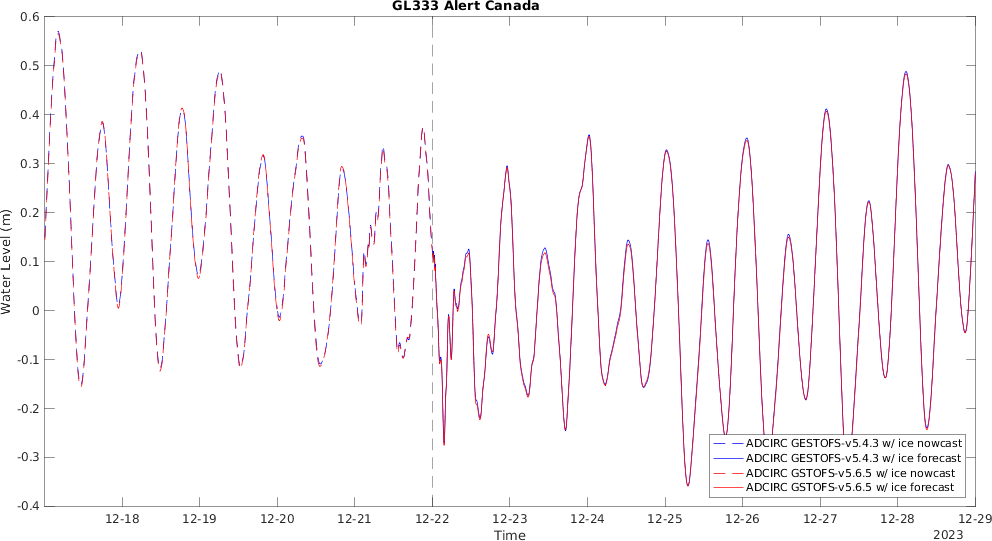 GL333 Alert Canada
0.6
0.5
0.4
0.3
0.2
0.1
0
-0.1
-0.2
-0.3
-0.4
Water Level (m)
ADCIRC GESTOFS-v5.4.3 w/ ice nowcast
ADCIRC GESTOFS-v5.4.3 w/ ice forecast
ADCIRC GSTOFS-v5.6.5 w/ ice nowcast
ADCIRC GSTOFS-v5.6.5 w/ ice forecast
12-18 12-19 12-20 12-21 12-22 12-23 12-24 12-25 12-26 12-27 12-28 12-29
Time
2023